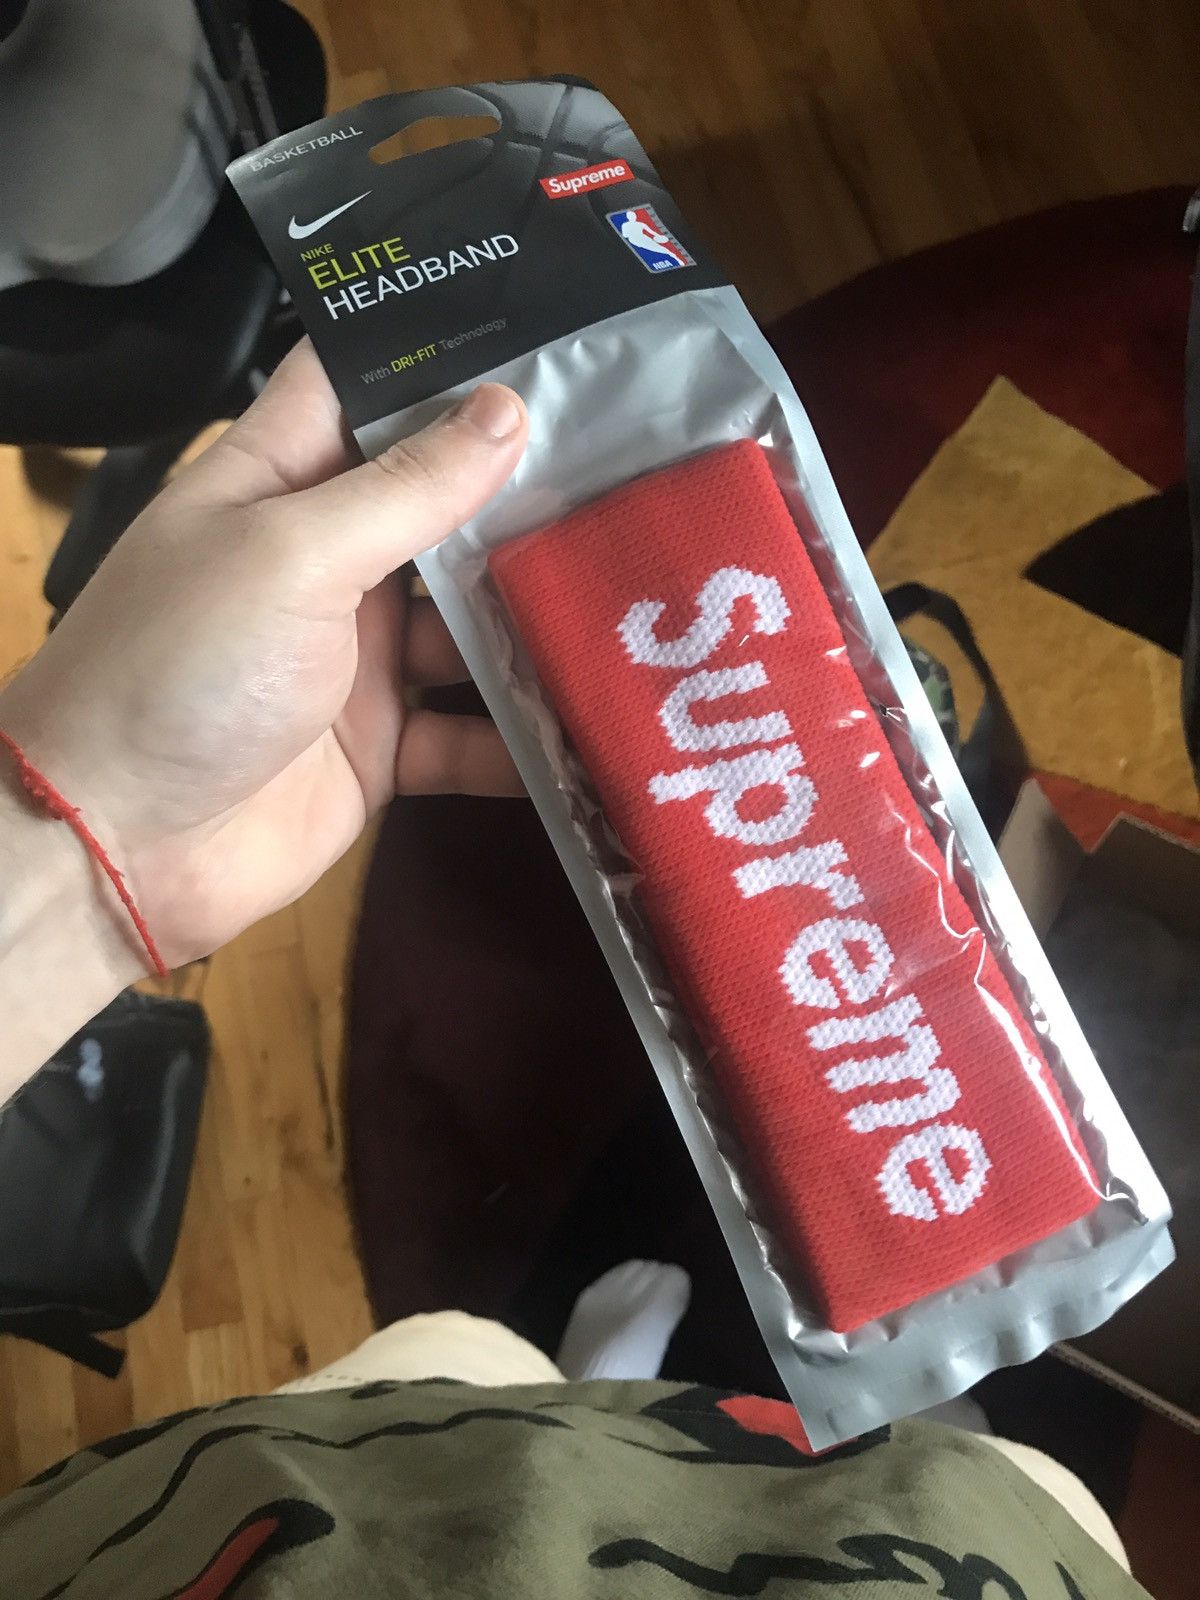 BASKETBALL
Supreme
NBA
NIKE
ELITE
HEADBAND
With DRI-FIT Technology
Supreme